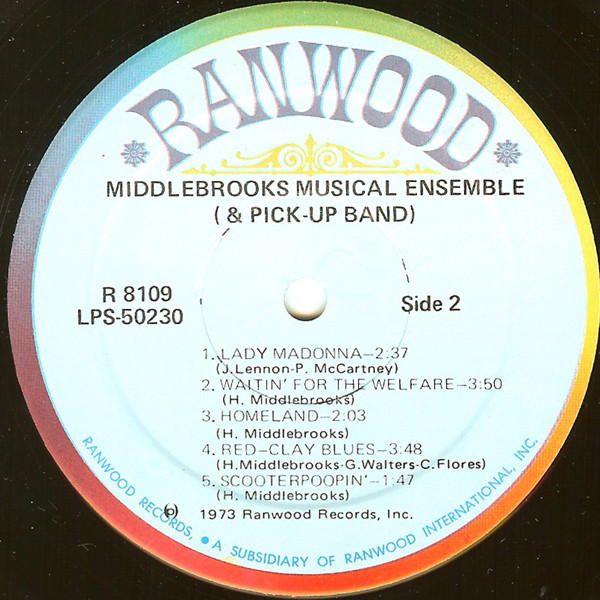 RANWOOD
MIDDLEBROOKS MUSICAL ENSEMBLE
( & PICK-UP BAND)
R 8109
LPS-50230
Side 2
1. LADY MADONNA—2:37
(J.Lennon-P. McCartney)
2. WAITIN' FOR THE WELFARE—3:50
(H. Middlebrooks)
3. HOMELAND—2:03
(H. Middlebrooks)
4. RED-CLAY BLUES—3:48
(H.Middlebrooks-G.Walters-C.Flores)
5. SCOOTERPOOPIN'—1:47
(H. Middlebrooks)
℗ 1973 Ranwood Records, Inc.
RANWOOD RECORDS, • A SUBSIDIARY OF RANWOOD INTERNATIONAL, INC.